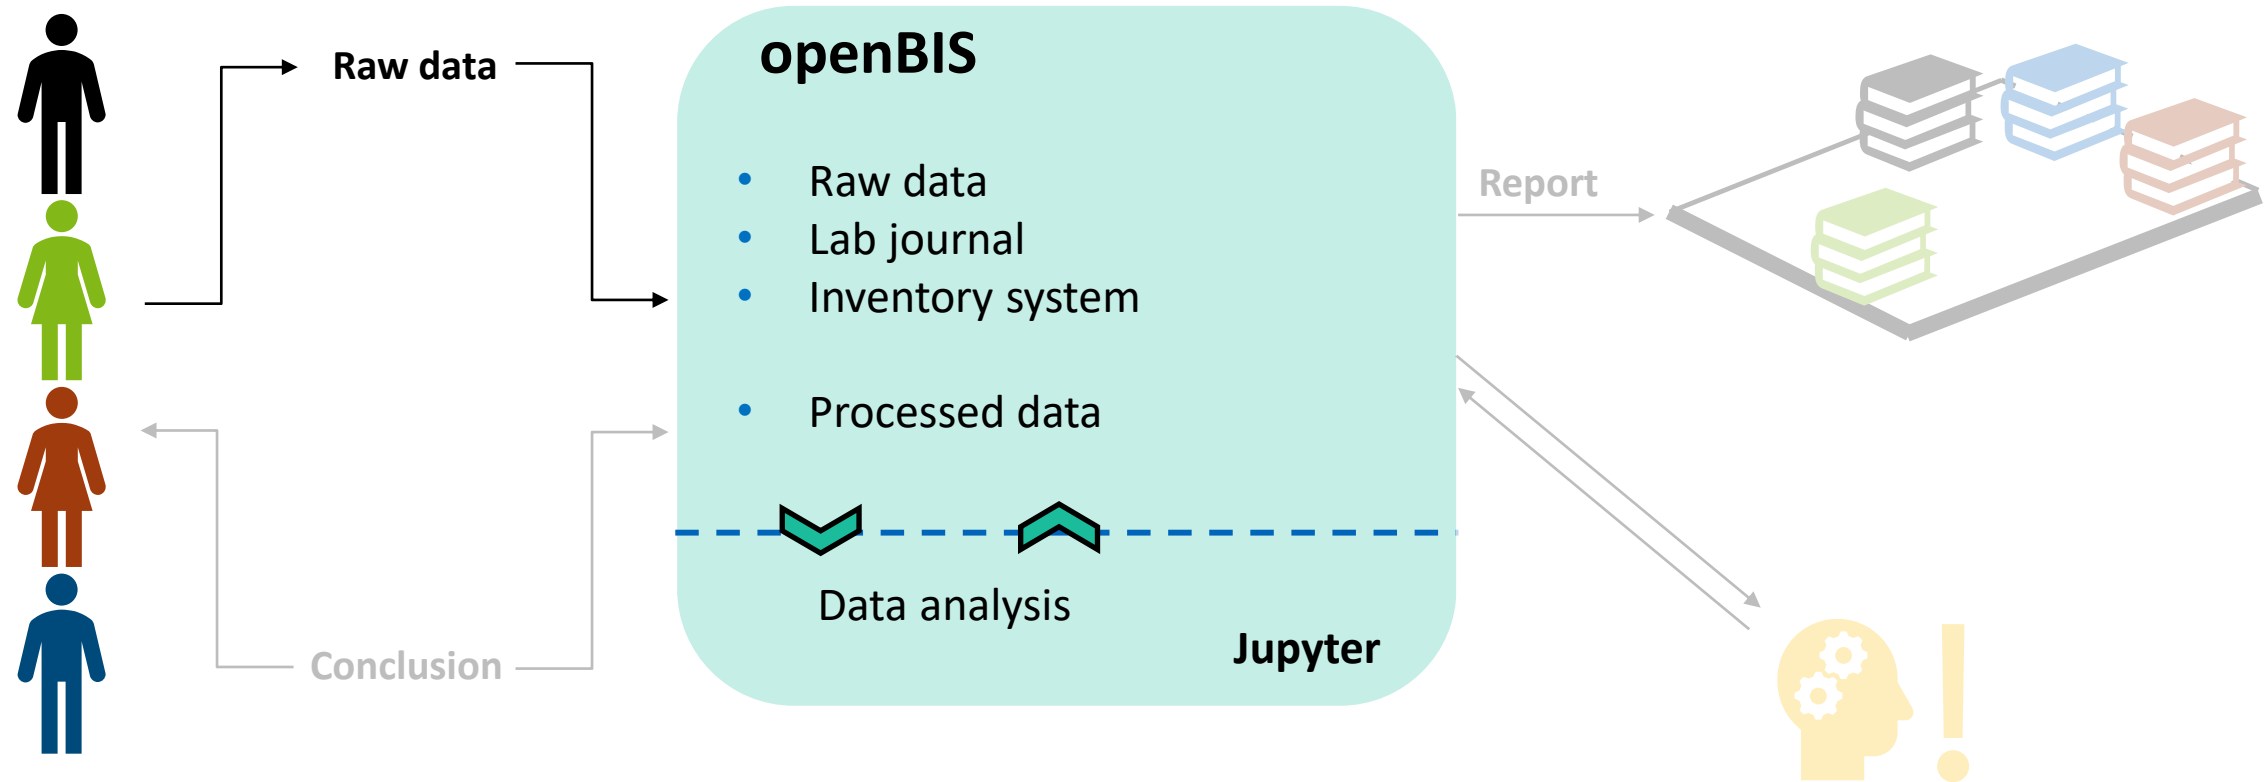 openBIS
Raw data
Raw data
Lab journal
Report
Inventory system
Processed data
Data analysis
Jupyter
Conclusion